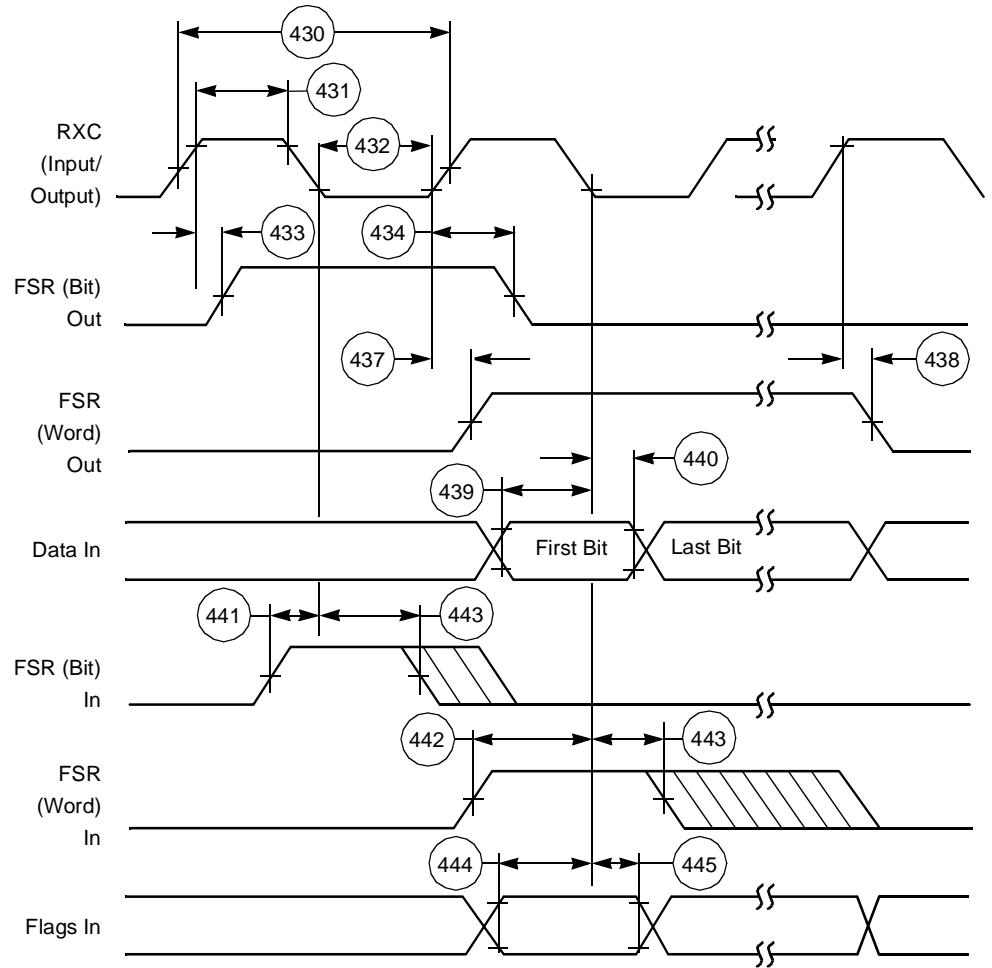 430
431
RXC
(Input/
Output)
432
433
434
FSR (Bit)
Out
437
438
FSR
(Word)
Out
440
439
Data In
First Bit
Last Bit
441
443
FSR (Bit)
In
442
443
FSR
(Word)
In
444
445
Flags In